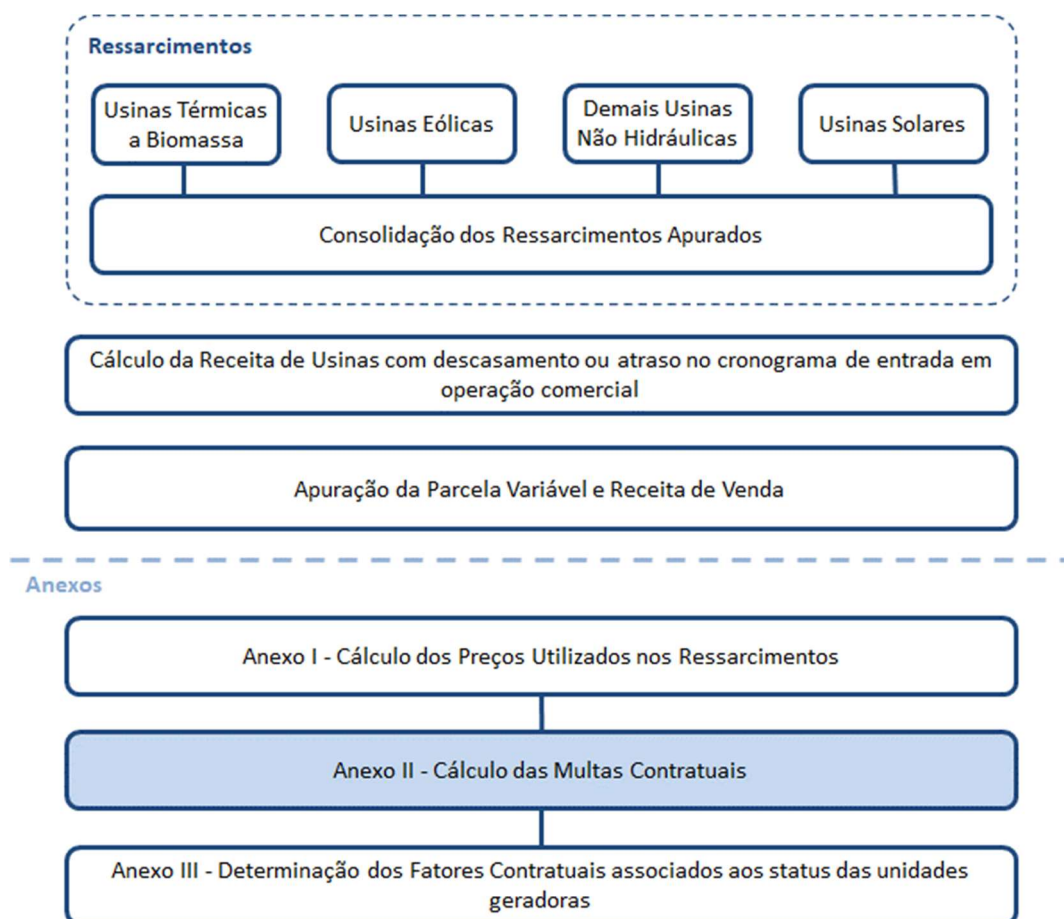 Ressarcimentos
Usinas Térmicas
a Biomassa
Usinas Eólicas
Demais Usinas
Não Hidráulicas
Usinas Solares
Consolidação dos Ressarcimentos Apurados
Cálculo da Receita de Usinas com descasamento ou atraso no cronograma de entrada em
operação comercial
Apuração da Parcela Variável e Receita de Venda
Anexos
Anexo I - Cálculo dos Preços Utilizados nos Ressarcimentos
Anexo II - Cálculo das Multas Contratuais
Anexo III - Determinação dos Fatores Contratuais associados aos status das unidades
geradoras